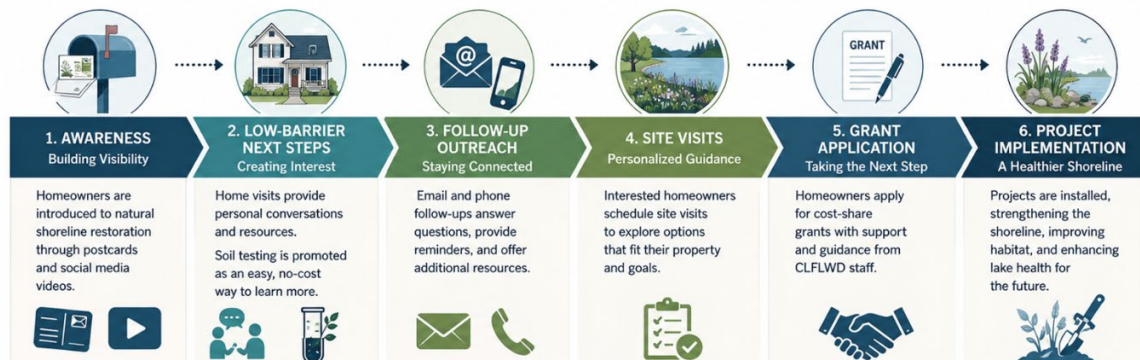 @
GRANT
1. AWARENESS
Building Visibility
Homeowners are
introduced to natural
shoreline restoration
through postcards
and social media
videos.
2. LOW-BARRIER
NEXT STEPS
Creating Interest
Home visits provide
personal conversations
and resources.
Soil testing is promoted
as an easy, no-cost
way to learn more.
3. FOLLOW-UP
OUTREACH
Staying Connected
Email and phone
follow-ups answer
questions, provide
reminders, and offer
additional resources.
4. SITE VISITS
Personalized Guidance
Interested homeowners
schedule site visits
to explore options
that fit their property
and goals.
5. GRANT
APPLICATION
Taking the Next Step
Homeowners apply
for cost-share
grants with support
and guidance from
CLFLWD staff.
6. PROJECT
IMPLEMENTATION
A Healthier Shoreline
Projects are installed,
strengthening the
shoreline, improving
habitat, and enhancing
lake health for
the future.